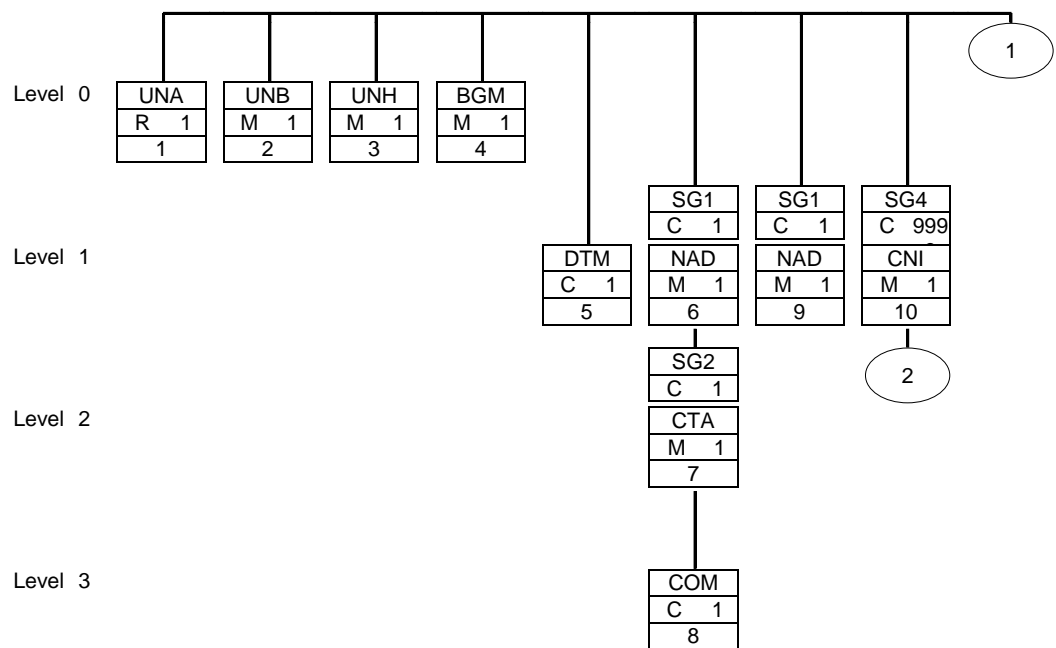 1
Level 0
UNA UNB UNH BGM
R 1 M 1 M 1 M 1
1 2 3 4
SG1 SG1 SG4
C 1 C 1 C 999
Level 1
DTM NAD NAD CNI
C 1 M 1 M 1 M 1
5 6 9 10
SG2 2
C 1
Level 2
CTA
M 1
7
Level 3
COM
C 1
8